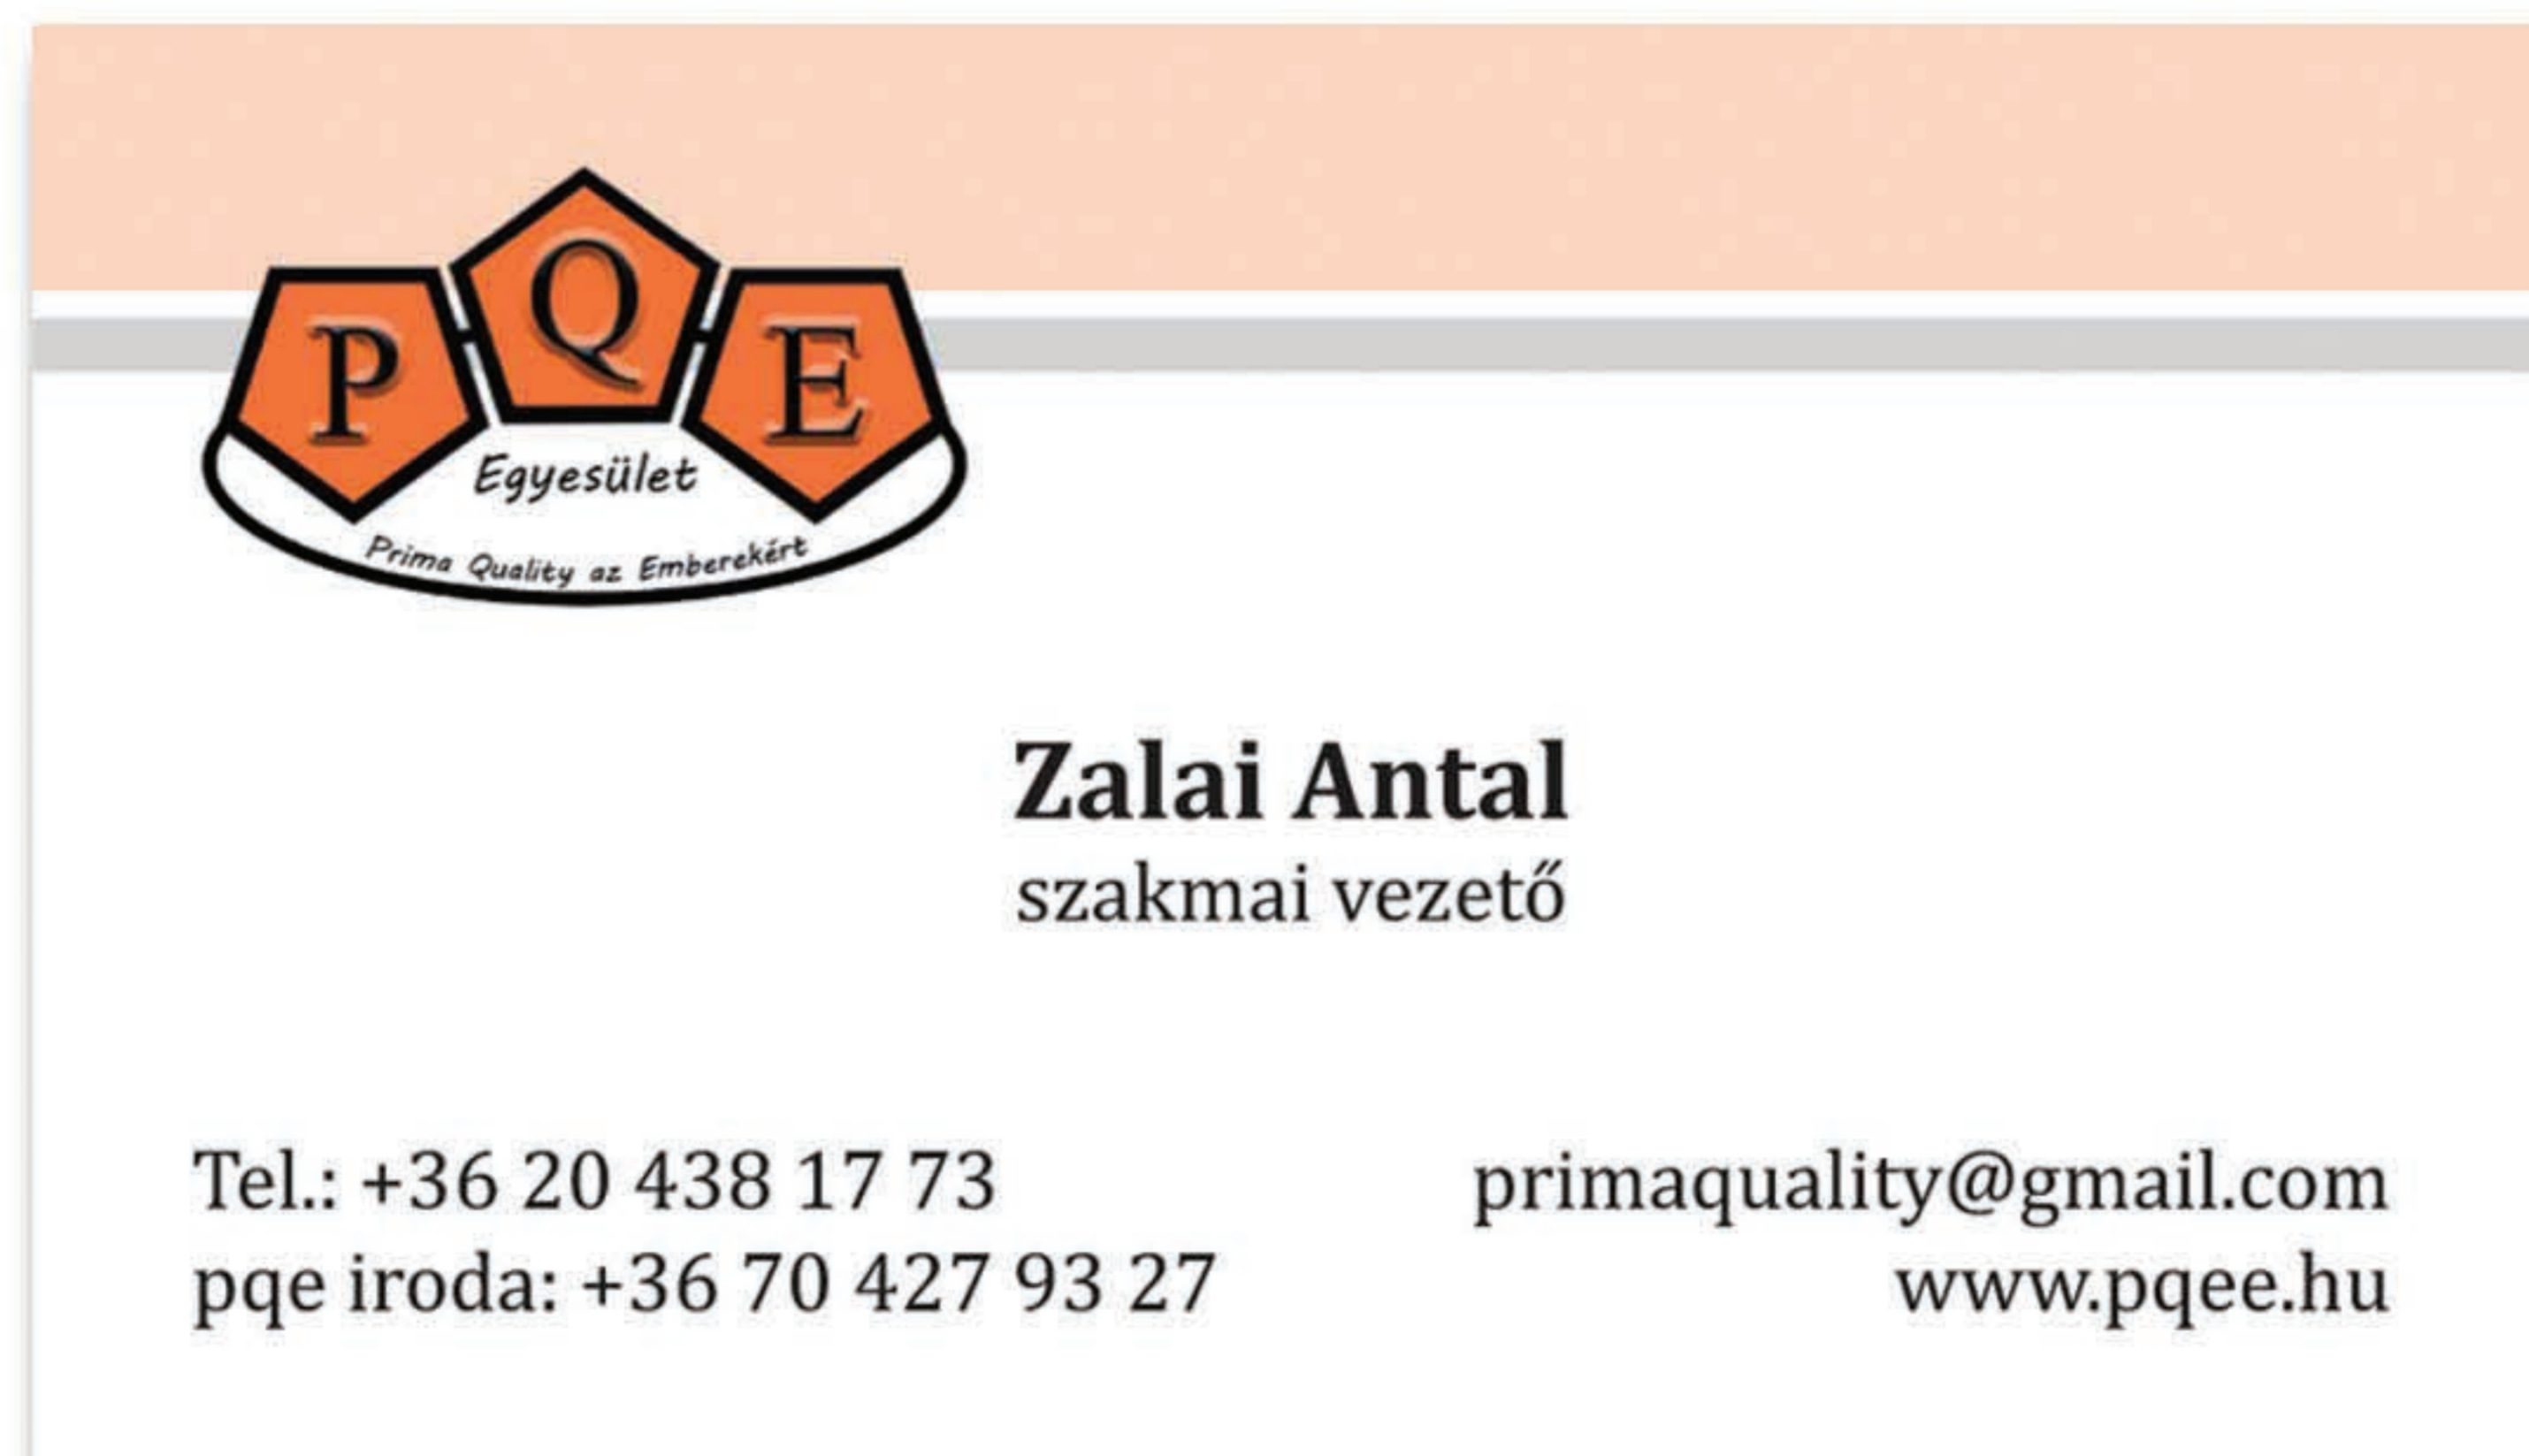 P Q E
Egyesület
Prima Quality az Emberekért
Zalai Antal
szakmai vezető
Tel.: +36 20 438 17 73
pqe iroda: +36 70 427 93 27
primaquality@gmail.com
www.pqee.hu